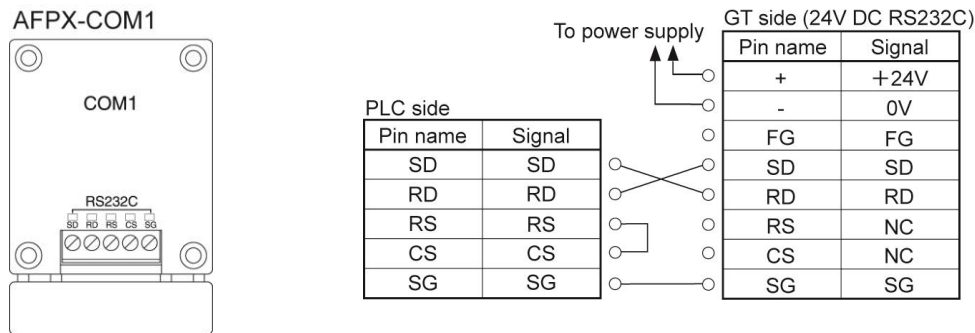 AFPX-COM1
COM1
RS232C
SD RD RS CS SG
To power supply
PLC side
Pin name Signal
SD SD
RD RD
RS RS
CS CS
SG SG
GT side (24V DC RS232C)
Pin name Signal
+ +24V
- 0V
FG FG
SD SD
RD RD
RS NC
CS NC
SG SG